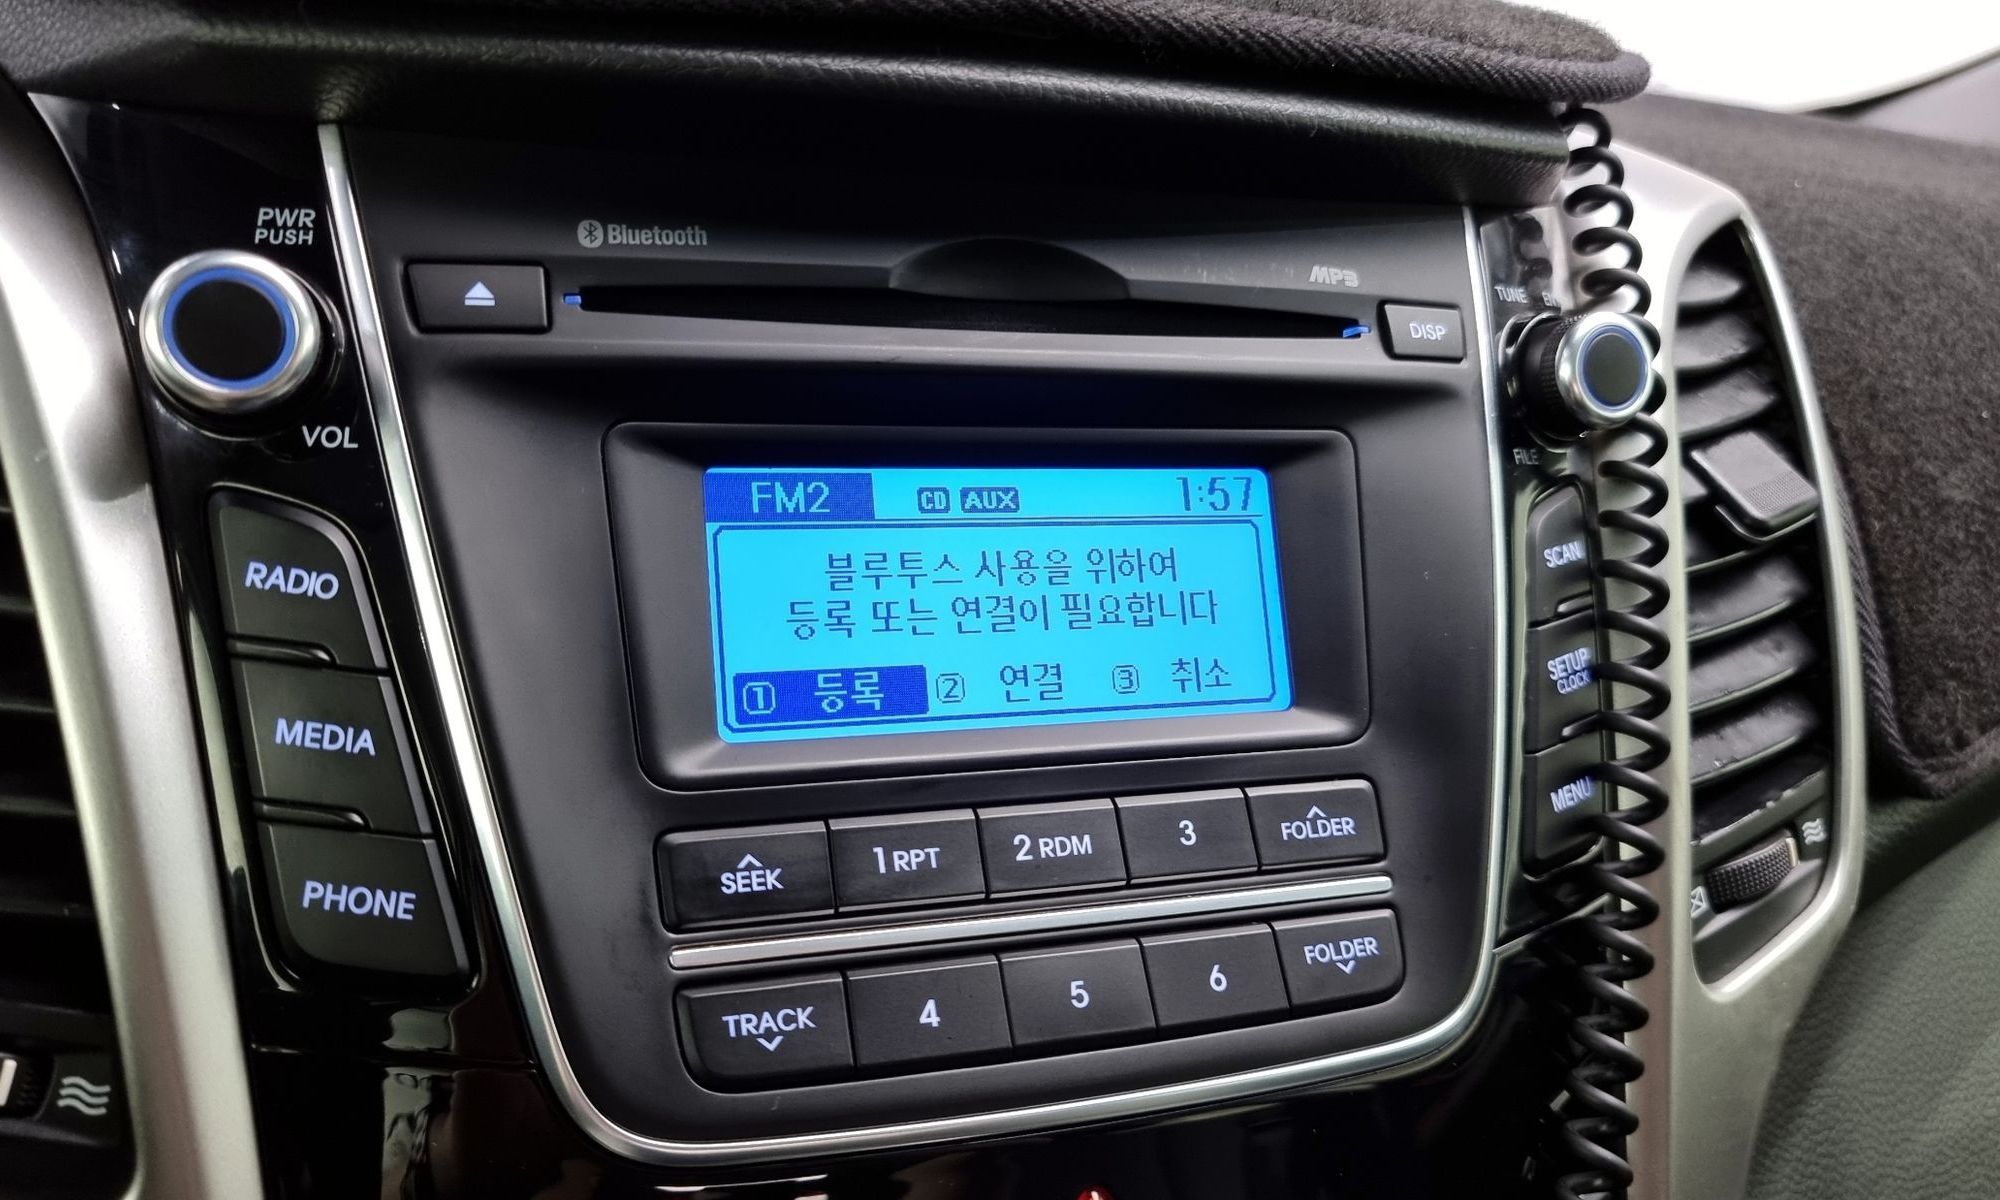 PWR
PUSH
VOL
Bluetooth
MP3
DISP
TUNE
FILE
FM2 CD AUX 1:57
블루투스 사용을 위하여
등록 또는 연결이 필요합니다
1 등록 2 연결 3 취소
RADIO
MEDIA
PHONE
SCAN
SETUP
CLOCK
MENU
SEEK 1 RPT 2 RDM 3 FOLDER
TRACK 4 5 6 FOLDER